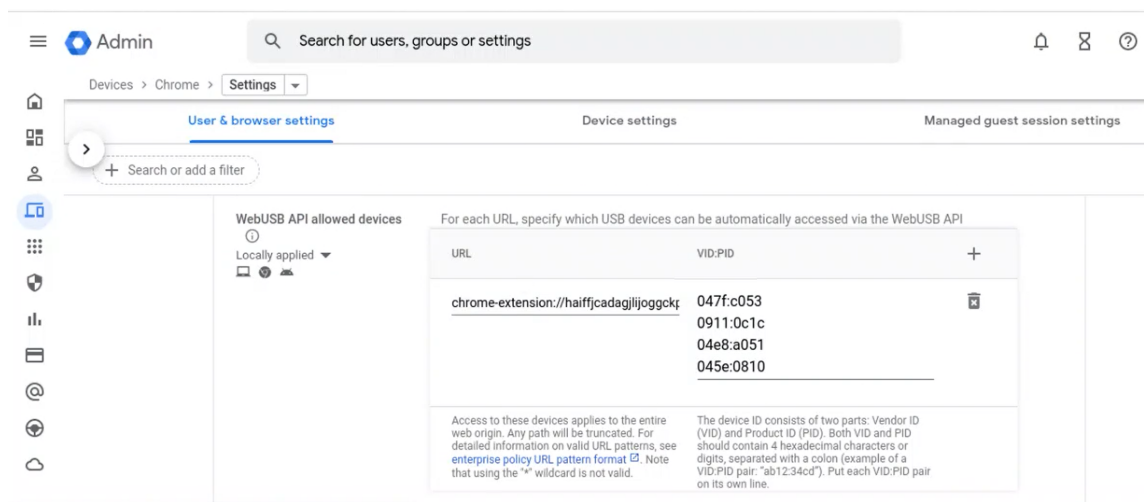 Admin
Search for users, groups or settings
Devices > Chrome > Settings
User & browser settings
Device settings
Managed guest session settings
+ Search or add a filter
WebUSB API allowed devices
Locally applied
For each URL, specify which USB devices can be automatically accessed via the WebUSB API
URL
VID:PID
chrome-extension://haiffjcadagjlijoggckp
047f:c053
0911:0c1c
04e8:a051
045e:0810
Access to these devices applies to the entire
web origin. Any path will be truncated. For
detailed information on valid URL patterns, see
enterprise policy URL pattern format. Note
that using the "*" wildcard is not valid.
The device ID consists of two parts: Vendor ID
(VID) and Product ID (PID). Both VID and PID
should contain 4 hexadecimal characters or
digits, separated with a colon (example of a
VID:PID pair: "ab12:34cd"). Put each VID:PID pair
on its own line.